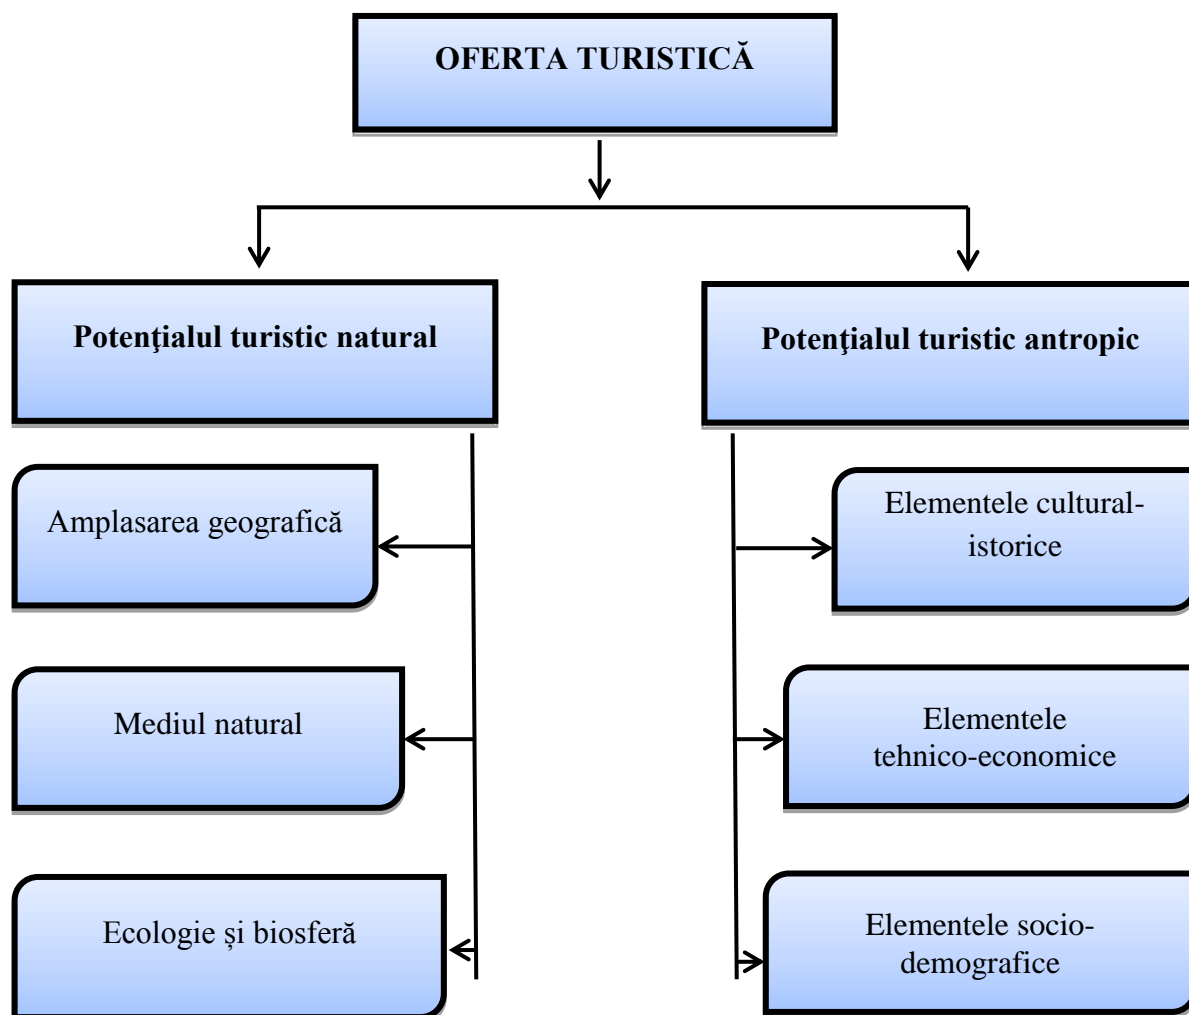 OFERTA TURISTICĂ
Potenţialul turistic natural
Potenţialul turistic antropic
Amplasarea geografică
Elementele cultural-
istorice
Mediul natural
Elementele
tehnico-economice
Ecologie și biosferă
Elementele socio-
demografice